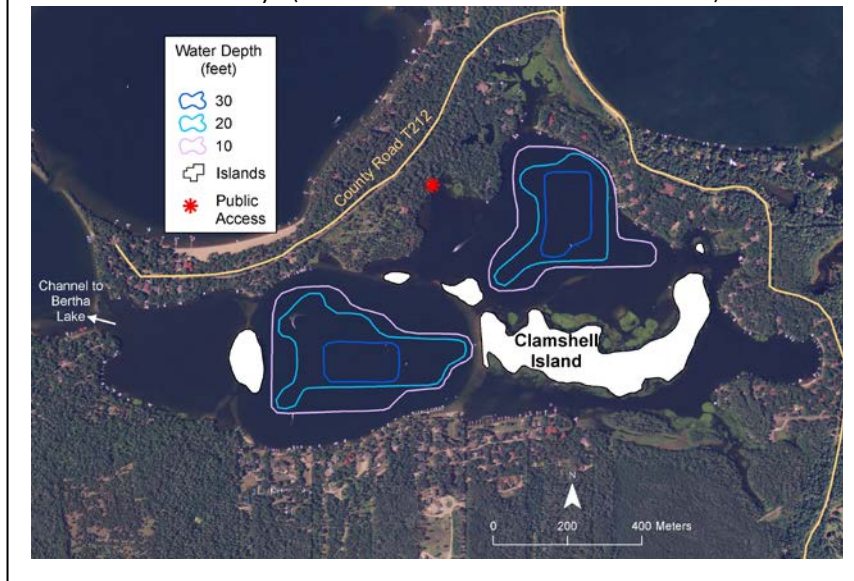 Water Depth
(feet)
30
20
10
Islands
Public
Access
County Road T212
Channel to
Bertha
Lake
Clamshell
Island
N
0 200 400 Meters